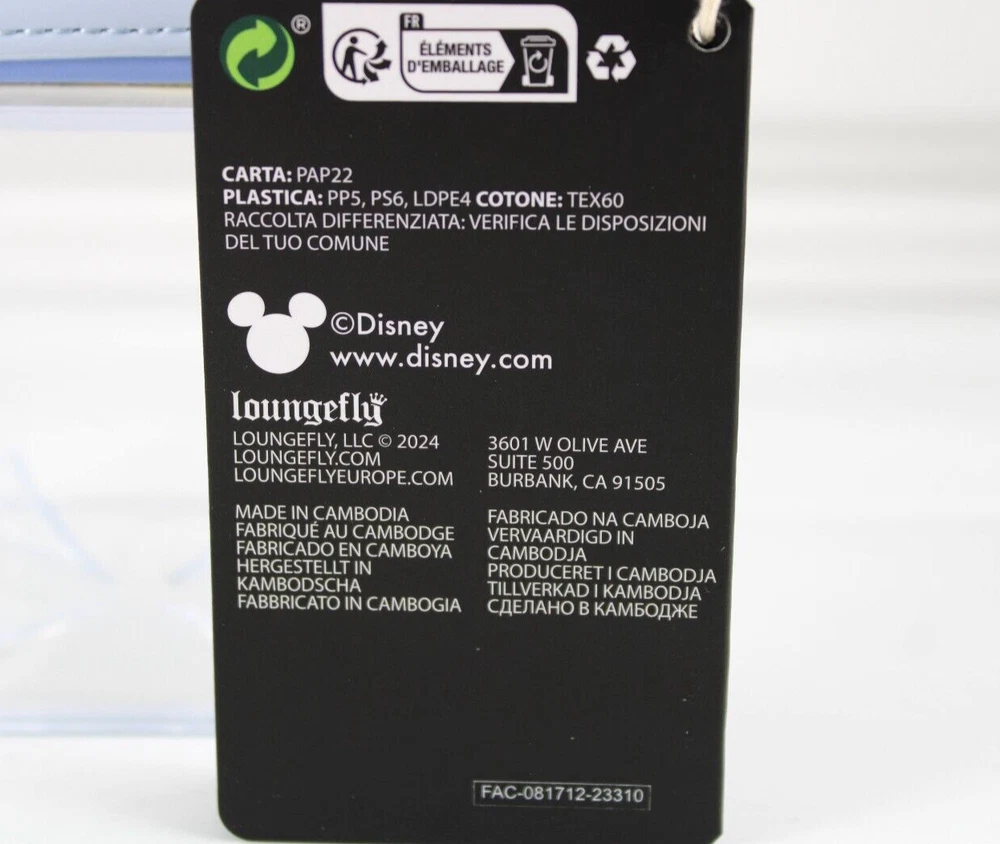 ®
FR
ÉLÉMENTS
D'EMBALLAGE
CARTA: PAP22
PLASTICA: PP5, PS6, LDPE4 COTONE: TEX60
RACCOLTA DIFFERENZIATA: VERIFICA LE DISPOSIZIONI
DEL TUO COMUNE
©Disney
www.disney.com
loungefly
LOUNGEFLY, LLC © 2024
LOUNGEFLY.COM
LOUNGEFLYEUROPE.COM
3601 W OLIVE AVE
SUITE 500
BURBANK, CA 91505
MADE IN CAMBODIA
FABRIQUÉ AU CAMBODGE
FABRICADO EN CAMBOYA
HERGESTELLT IN
KAMBODSCHA
FABBRICATO IN CAMBOGIA
FABRICADO NA CAMBOJA
VERVAARDIGD IN
CAMBODJA
PRODUCERET I CAMBODJA
TILLVERKAD I KAMBODJA
СДЕЛАНО В КАМБОДЖЕ
FAC-081712-23310